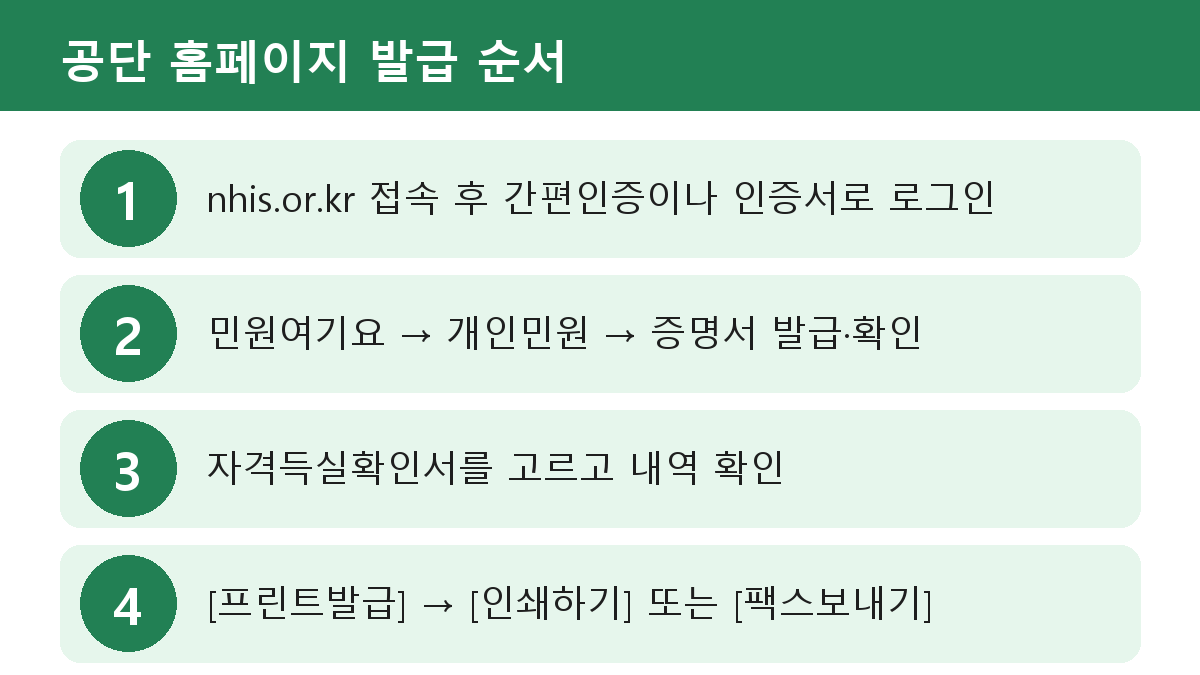 공단 홈페이지 발급 순서
1 nhis.or.kr 접속 후 간편인증이나 인증서로 로그인
2 민원여기요 → 개인민원 → 증명서 발급·확인
3 자격득실확인서를 고르고 내역 확인
4 [프린트발급] → [인쇄하기] 또는 [팩스보내기]